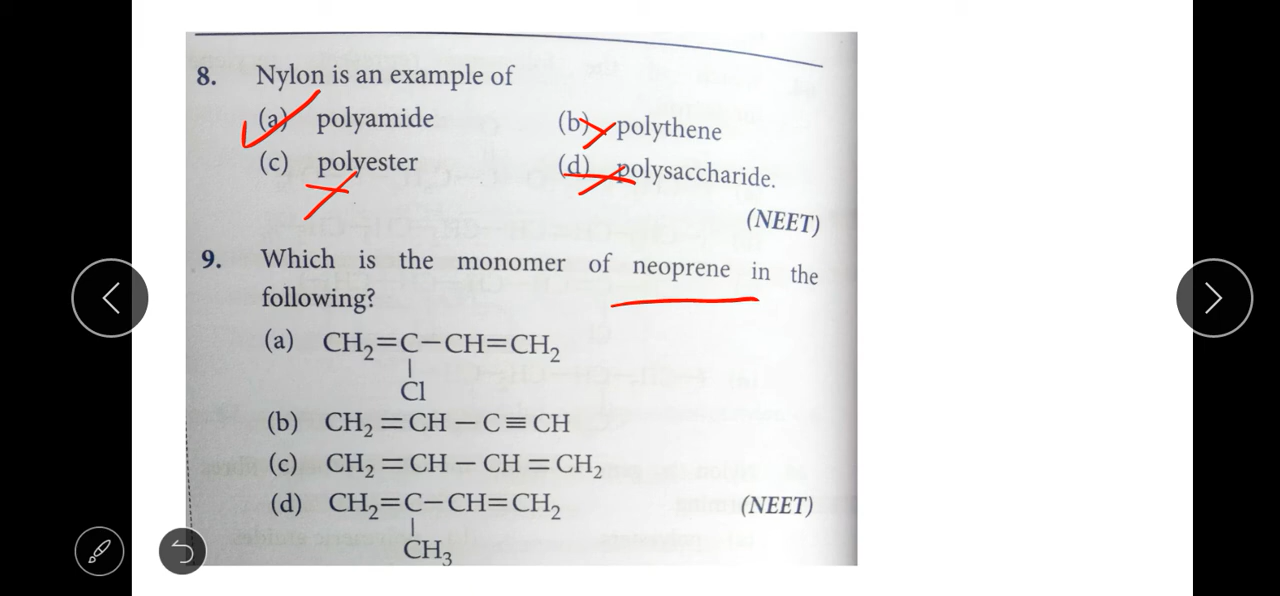 8. Nylon is an example of
(a) polyamide (b) polythene
(c) polyester (d) polysaccharide.
(NEET)
9. Which is the monomer of neoprene in the
following?
(a) CH₂=C−CH=CH₂
|
Cl
(b) CH₂=CH−C≡CH
(c) CH₂=CH−CH=CH₂
(d) CH₂=C−CH=CH₂ (NEET)
|
CH₃